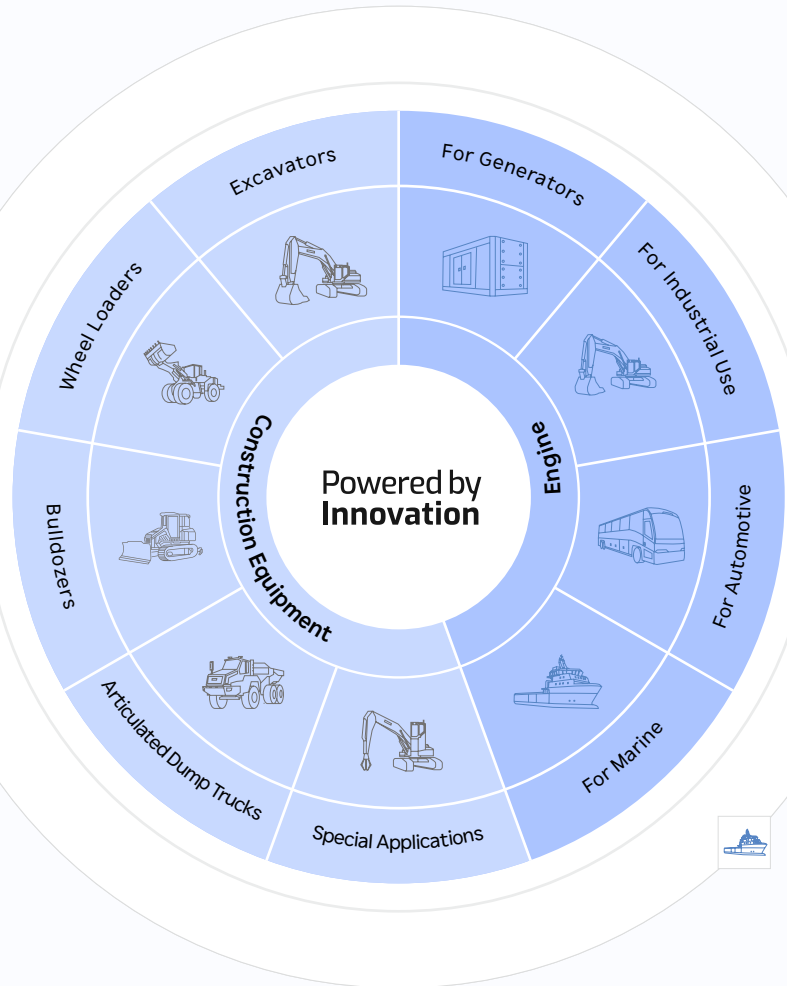 Powered by
Innovation
Engine
For Generators
For Industrial Use
For Automotive
For Marine
Construction Equipment
Special Applications
Articulated Dump Trucks
Bulldozers
Wheel Loaders
Excavators